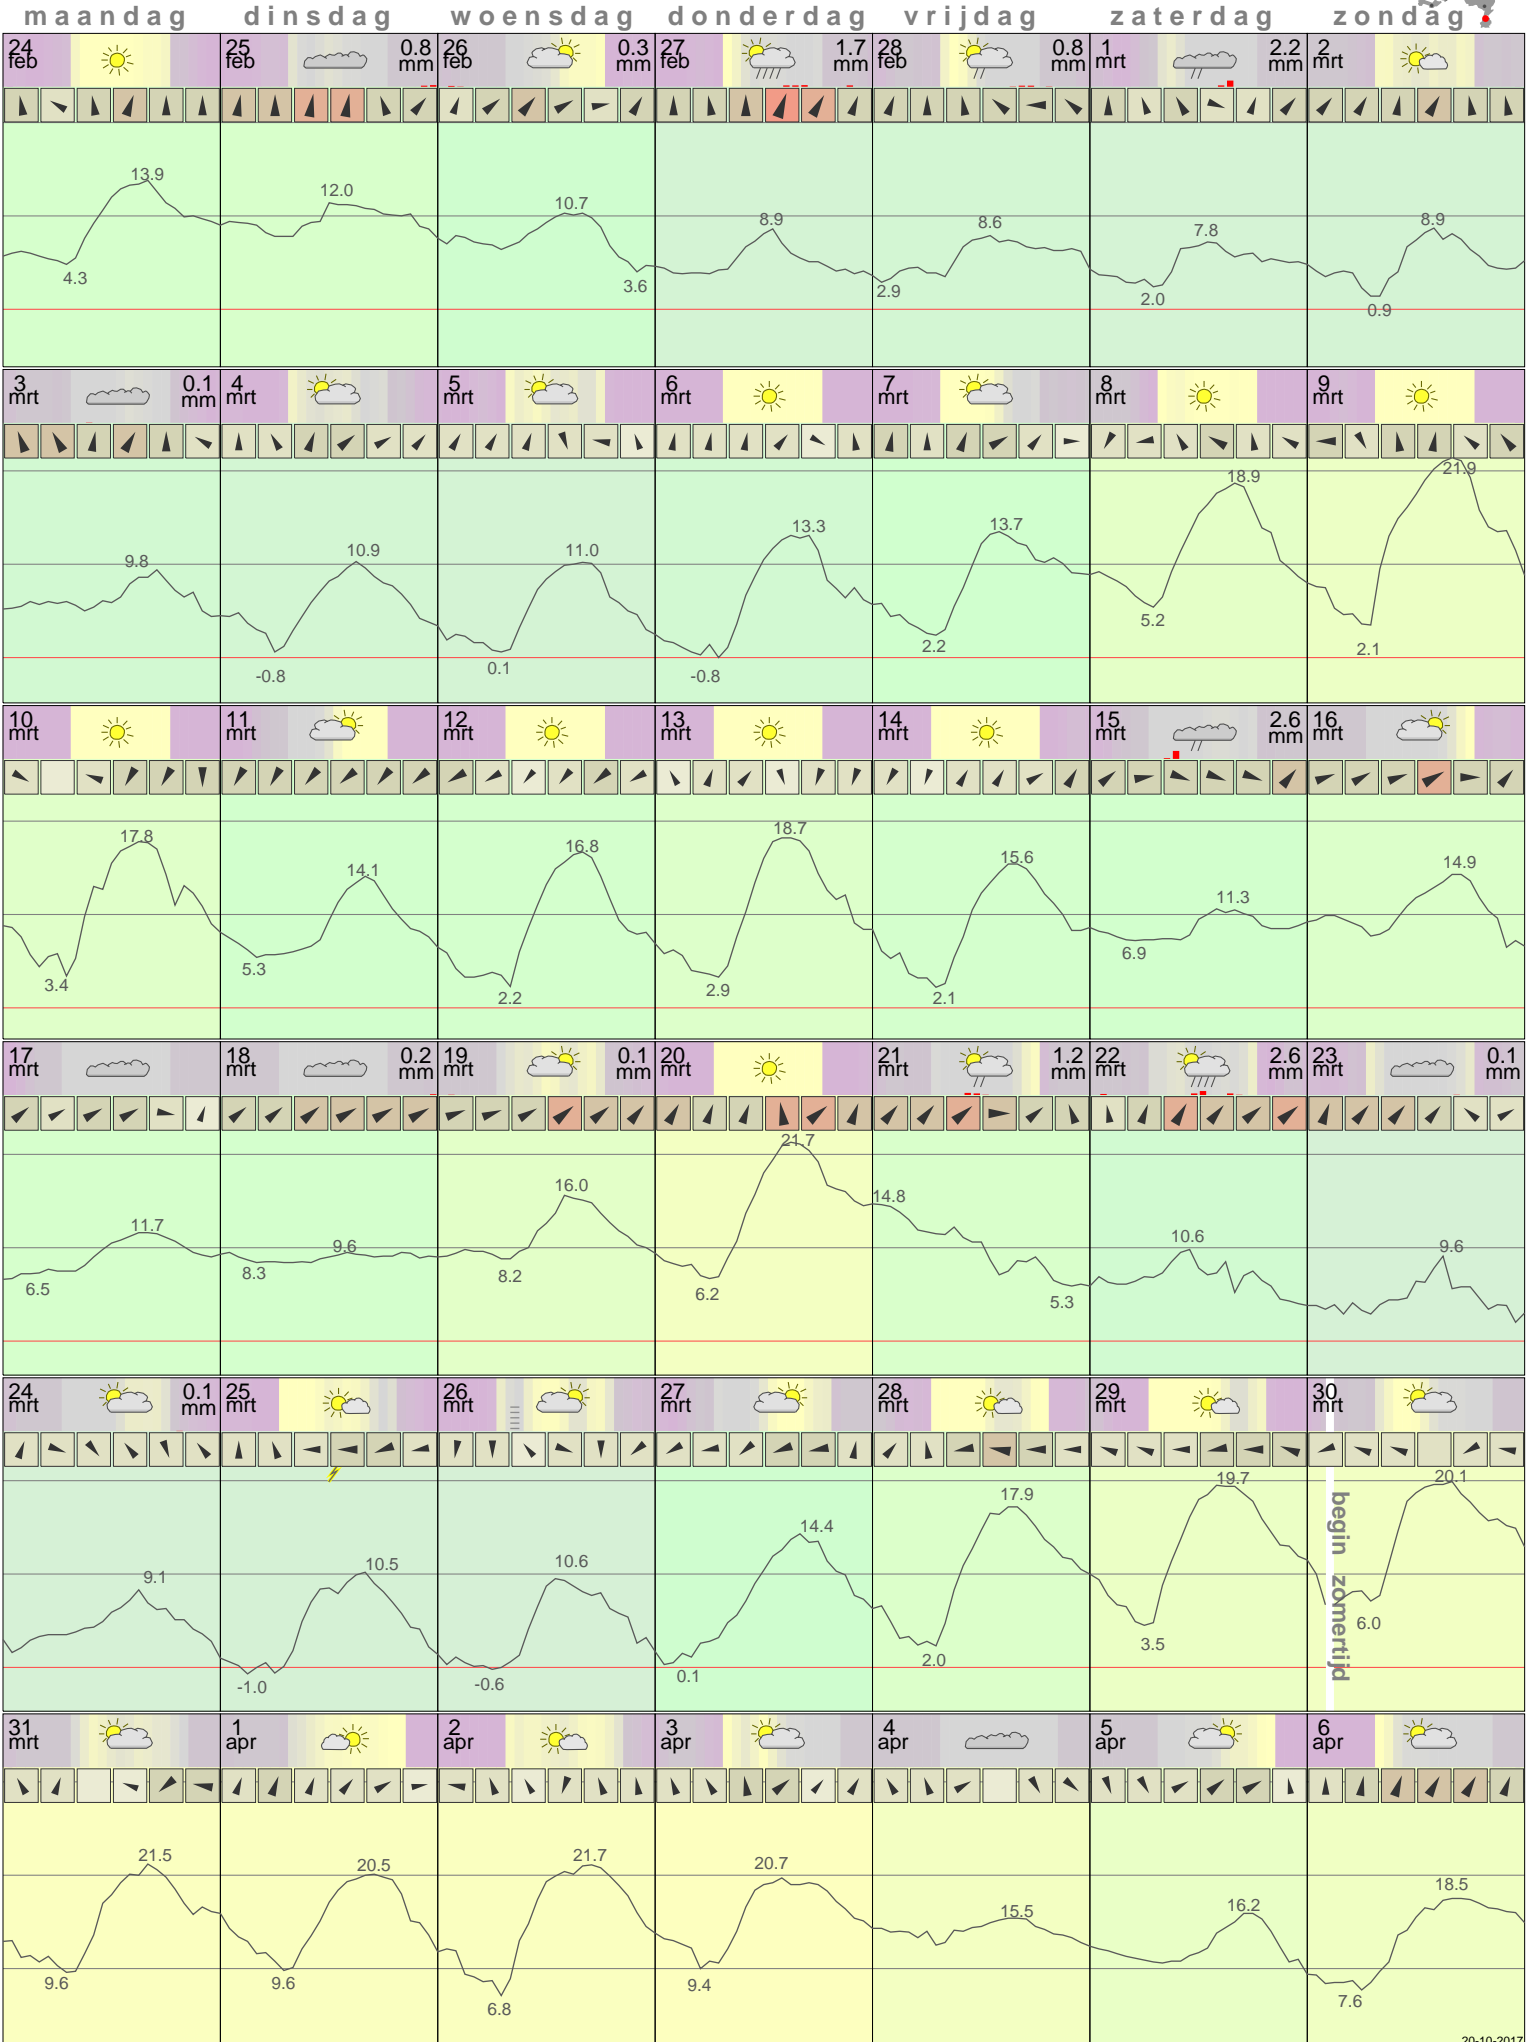 maandag dinsdag woensdag donderdag vrijdag zaterdag zondag
24 feb
25 feb 0.8 mm
26 feb 0.3 mm
27 feb 1.7 mm
28 feb 0.8 mm
1 mrt 2.2 mm
2 mrt
13.9 4.3 12.0 10.7 3.6 8.9 2.9 8.6 2.0 7.8 0.9 8.9
3 mrt 0.1 mm
4 mrt
5 mrt
6 mrt
7 mrt
8 mrt
9 mrt
9.8 -0.8 10.9 0.1 11.0 -0.8 13.3 2.2 13.7 5.2 18.9 2.1 21.9
10 mrt
11 mrt
12 mrt
13 mrt
14 mrt
15 mrt 2.6 mm
16 mrt
3.4 17.8 5.3 14.1 2.2 16.8 2.9 18.7 2.1 15.6 6.9 11.3 14.9
17 mrt
18 mrt 0.2 mm
19 mrt 0.1 mm
20 mrt
21 mrt 1.2 mm
22 mrt 2.6 mm
23 mrt 0.1 mm
6.5 11.7 8.3 9.6 8.2 16.0 6.2 21.7 14.8 5.3 10.6 9.6
24 mrt 0.1 mm
25 mrt
26 mrt
27 mrt
28 mrt
29 mrt
30 mrt
9.1 -1.0 10.5 -0.6 10.6 0.1 14.4 2.0 17.9 3.5 19.7 6.0 20.1
begin zomertijd
31 mrt
1 apr
2 apr
3 apr
4 apr
5 apr
6 apr
9.6 21.5 9.6 20.5 6.8 21.7 9.4 20.7 15.5 16.2 7.6 18.5
20-10-2017